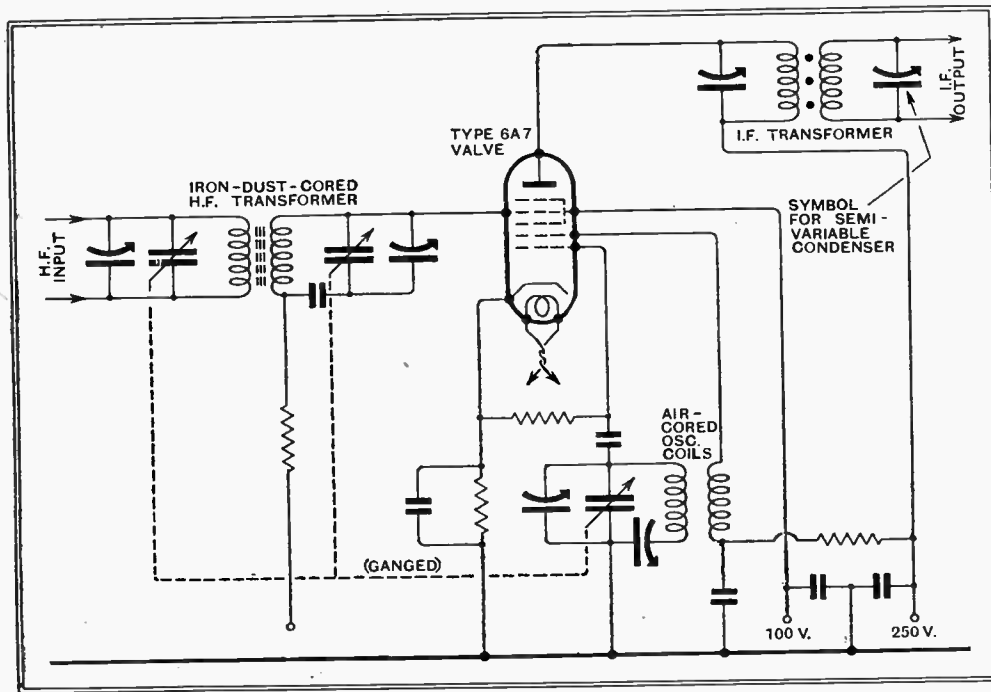 TYPE 6A7
VALVE
I.F. TRANSFORMER
I.F.
OUTPUT
IRON-DUST-CORED
H.F. TRANSFORMER
H.F.
INPUT
SYMBOL
FOR SEMI-
VARIABLE
CONDENSER
AIR-
CORED
OSC.
COILS
(GANGED)
100 V.
250 V.